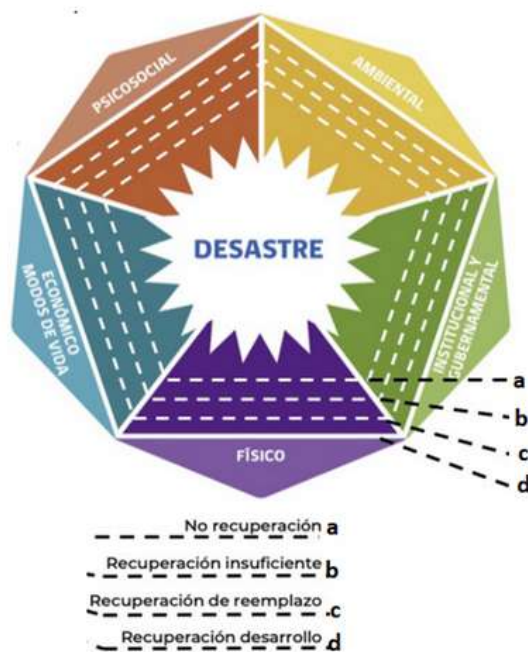 PSICOSOCIAL
AMBIENTAL
DESASTRE
ECONÓMICO
MODOS DE VIDA
INSTITUCIONAL Y
GUBERNAMENTAL
FÍSICO
a
b
c
d
No recuperación a
Recuperación insuficiente b
Recuperación de reemplazo c
Recuperación desarrollo d